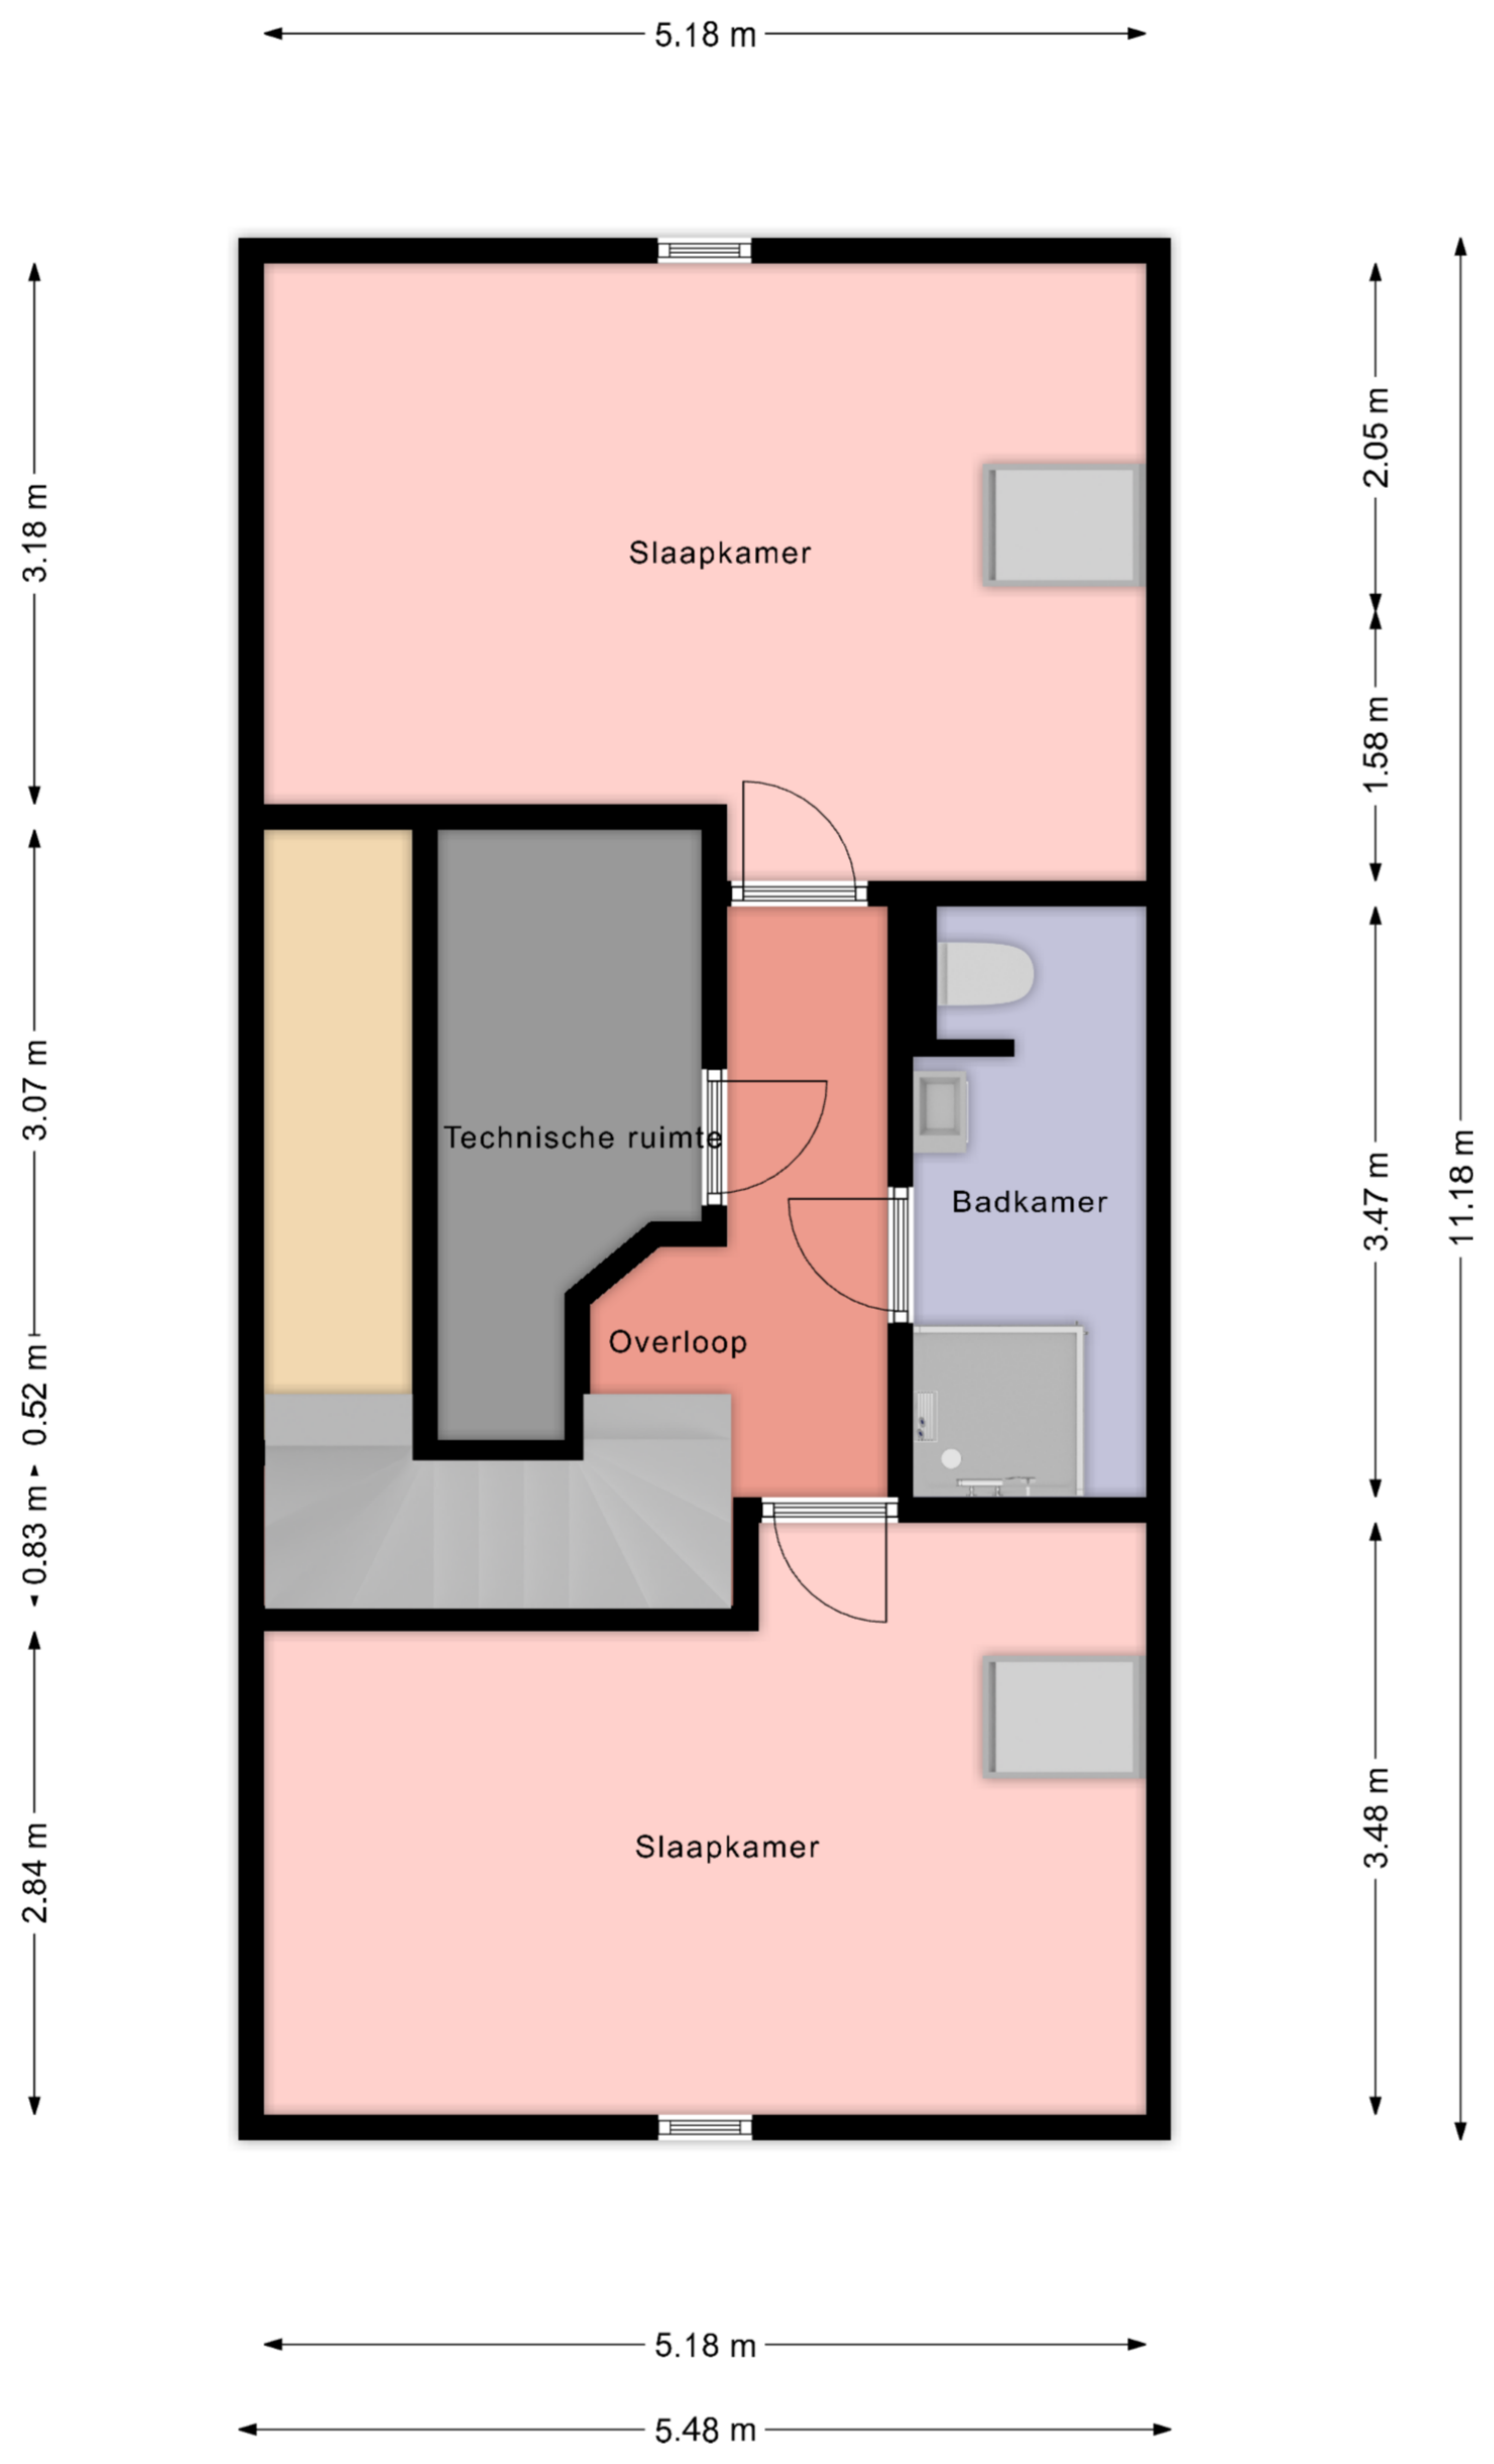 5.18 m
3.18 m
2.05 m
Slaapkamer
1.58 m
3.07 m
Technische ruimte
Badkamer
3.47 m
11.18 m
Overloop
0.52 m
0.83 m
Slaapkamer
2.84 m
3.48 m
5.18 m
5.48 m